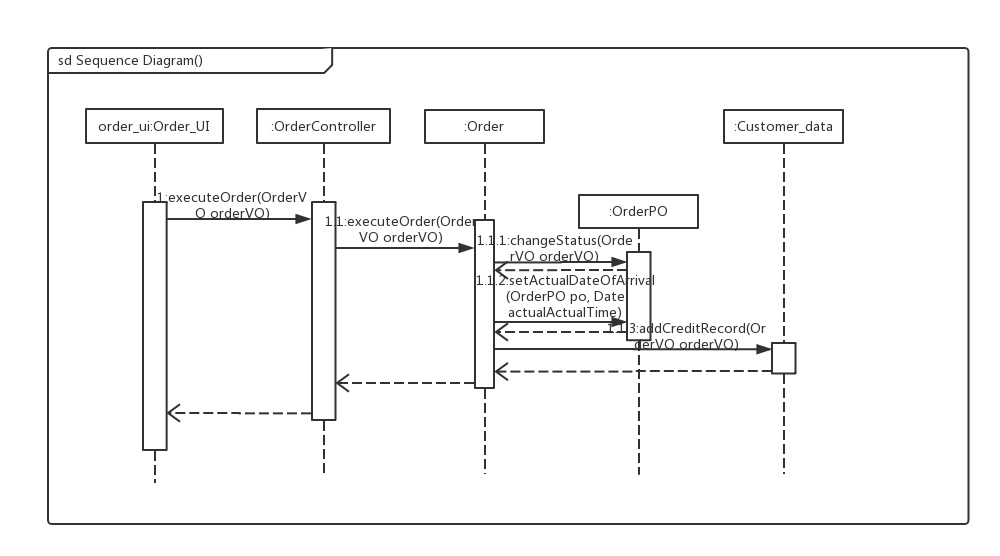 sd Sequence Diagram()
order_ui:Order_UI
:OrderController
:Order
:Customer_data
:OrderPO
1:executeOrder(OrderV
O orderVO)
1.1:executeOrder(Order
VO orderVO)
1.1.1:changeStatus(Orde
rVO orderVO)
1.1.2:setActualDateOfArrival
(OrderPO po, Date
actualActualTime)
1.1.3:addCreditRecord(Or
derVO orderVO)